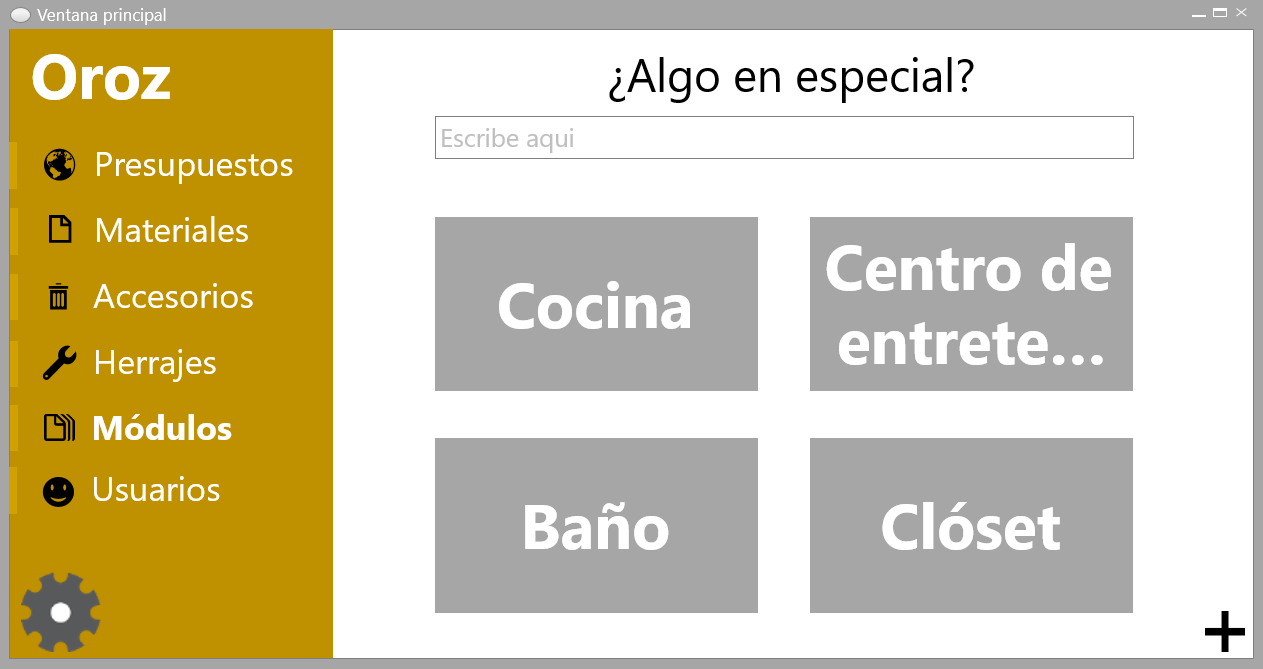 Ventana principal
Oroz
Presupuestos
Materiales
Accesorios
Herrajes
Módulos
Usuarios
¿Algo en especial?
Escribe aqui
Cocina
Centro de
entrete...
Baño
Clóset